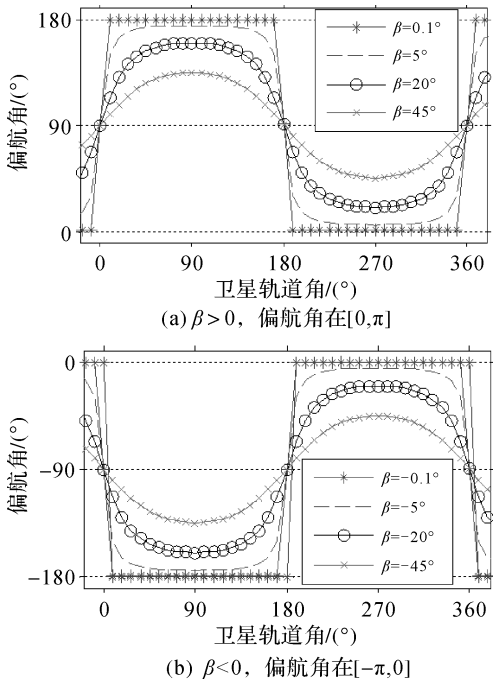 180
90
0
偏航角/(°)
β=0.1°
β=5°
β=20°
β=45°
0 90 180 270 360
卫星轨道角/(°)
(a) β>0，偏航角在[0,π]
0
-90
-180
偏航角/(°)
β=-0.1°
β=-5°
β=-20°
β=-45°
0 90 180 270 360
卫星轨道角/(°)
(b) β<0，偏航角在[-π,0]